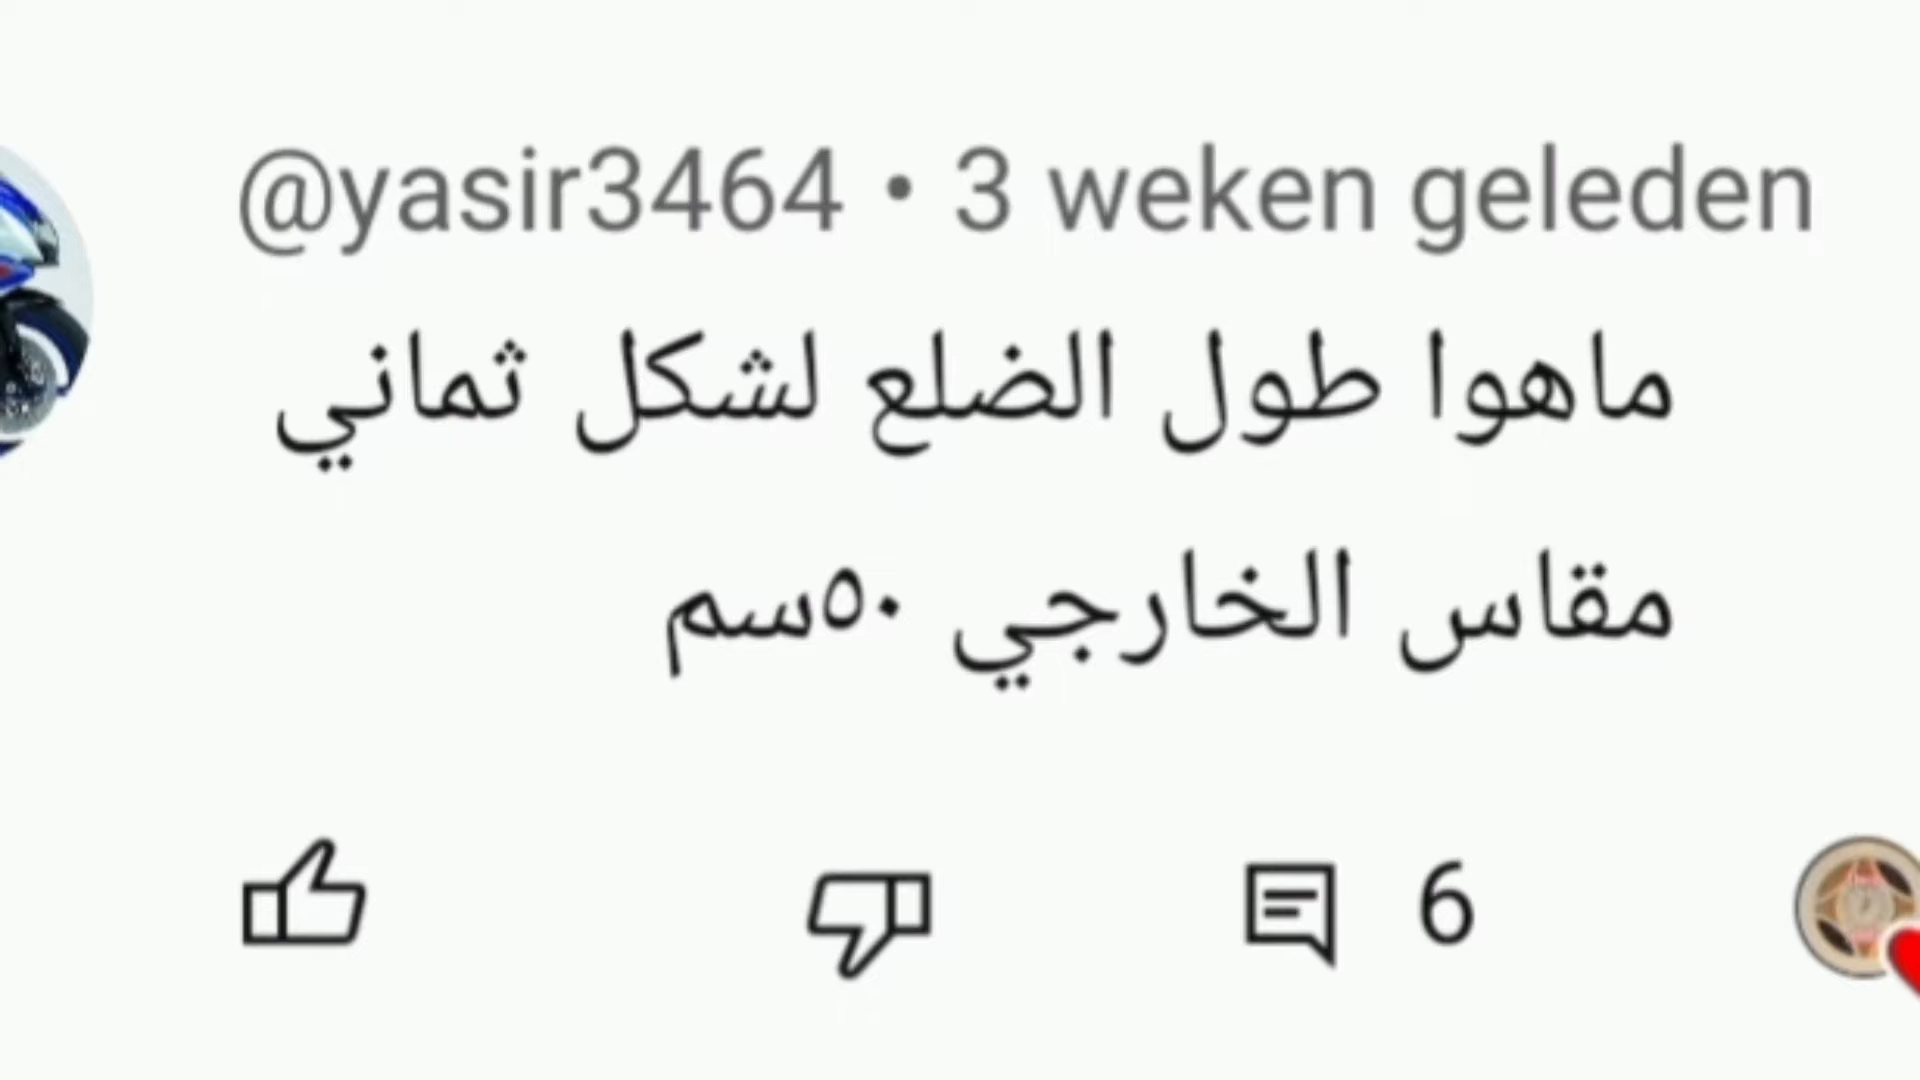 @yasir3464 • 3 weken geleden
ماهوا طول الضلع لشكل ثماني
مقاس الخارجي ٥٠سم
6